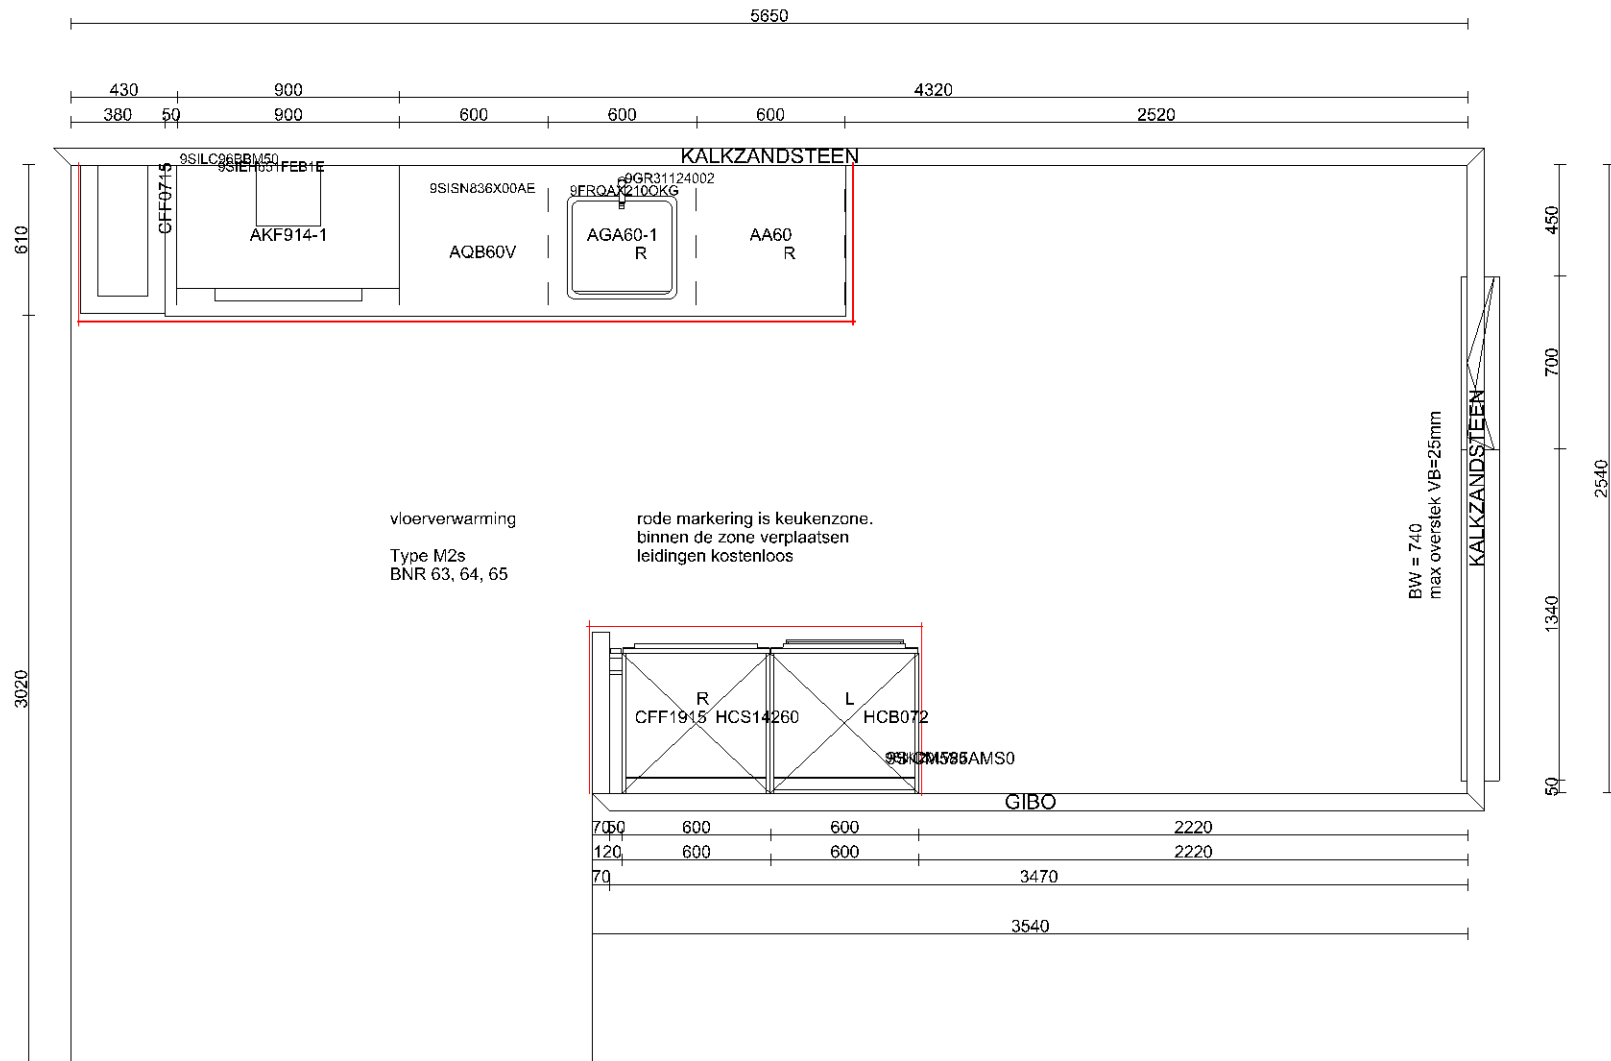 5650
430 900 4320
380 50 900 600 600 600 2520
KALKZANDSTEEN
9SILC96BBM50
9SIEH651FEB1E
CFF0715
AKF914-1
9SISN836X00AE
AQB60V
9GR31124002
AGA60-1
R
AA60
R
610
3020
450
700
1340
50
2540
KALKZANDSTEEN
BW = 740
max overstek VB=25mm
vloerverwarming
Type M2s
BNR 63, 64, 65
rode markering is keukenzone.
binnen de zone verplaatsen
leidingen kostenloos
R
CFF1915 HCS14260
L
HCB072
GIBO
70 50 600 600 2220
120 600 600 2220
70 3470
3540